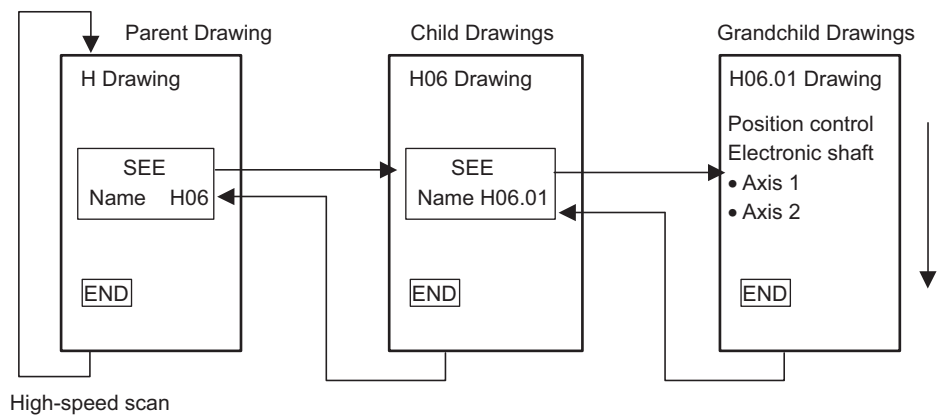 Parent Drawing
Child Drawings
Grandchild Drawings
H Drawing
SEE
Name H06
END
H06 Drawing
SEE
Name H06.01
END
H06.01 Drawing
Position control
Electronic shaft
• Axis 1
• Axis 2
END
High-speed scan